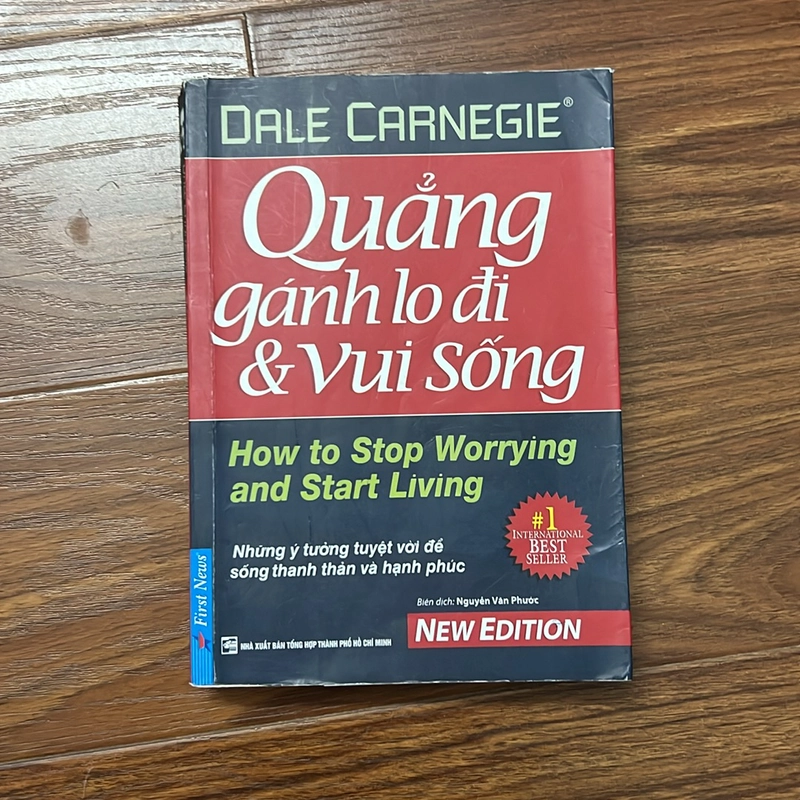 DALE CARNEGIE®
Quẳng
gánh lo đi
& vui sống
How to Stop Worrying
and Start Living
#1
INTERNATIONAL
BEST
SELLER
Những ý tưởng tuyệt vời để
sống thanh thản và hạnh phúc
Biên dịch: Nguyễn Văn Phước
NEW EDITION
First News
NHÀ XUẤT BẢN TỔNG HỢP THÀNH PHỐ HỒ CHÍ MINH